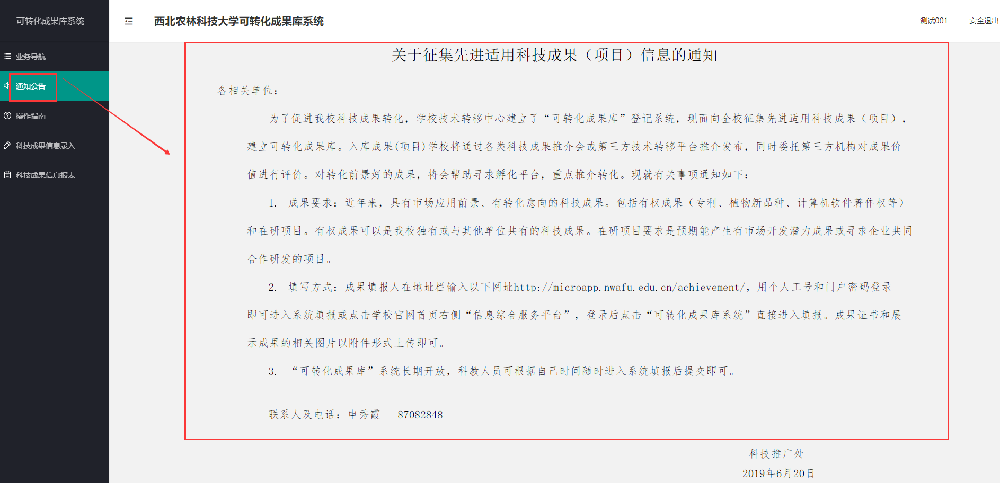 可转化成果库系统
西北农林科技大学可转化成果库系统
测试001
安全退出
业务导航
通知公告
操作指南
科技成果信息录入
科技成果信息报表
关于征集先进适用科技成果（项目）信息的通知
各相关单位：
为了促进我校科技成果转化，学校技术转移中心建立了“可转化成果库”登记系统，现面向全校征集先进适用科技成果（项目），
建立可转化成果库。入库成果(项目)学校将通过各类科技成果推介会或第三方技术转移平台推介发布，同时委托第三方机构对成果价
值进行评价。对转化前景好的成果，将会帮助寻求孵化平台，重点推介转化。现就有关事项通知如下：
1. 成果要求：近年来，具有市场应用前景、有转化意向的科技成果。包括有权成果（专利、植物新品种、计算机软件著作权等）
和在研项目。有权成果可以是我校独有或与其他单位共有的科技成果。在研项目要求是预期能产生有市场开发潜力成果或寻求企业共同
合作研发的项目。
2. 填写方式：成果填报人在地址栏输入以下网址http://microapp.nwafu.edu.cn/achievement/，用个人工号和门户密码登录
即可进入系统填报或点击学校官网首页右侧“信息综合服务平台”，登录后点击“可转化成果库系统”直接进入填报。成果证书和展
示成果的相关图片以附件形式上传即可。
3. “可转化成果库”系统长期开放，科教人员可根据自己时间随时进入系统填报后提交即可。
联系人及电话：申秀霞 87082848
科技推广处
2019年6月20日